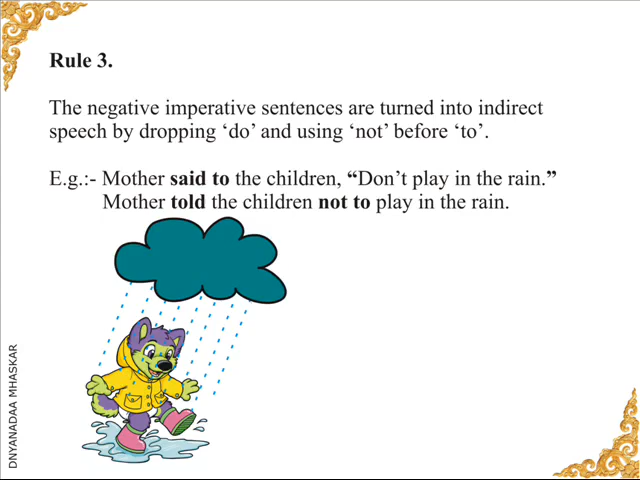 Rule 3.
The negative imperative sentences are turned into indirect
speech by dropping ‘do’ and using ‘not’ before ‘to’.
E.g.:- Mother said to the children, “Don’t play in the rain.”
Mother told the children not to play in the rain.
DNYANADAA MHASKAR